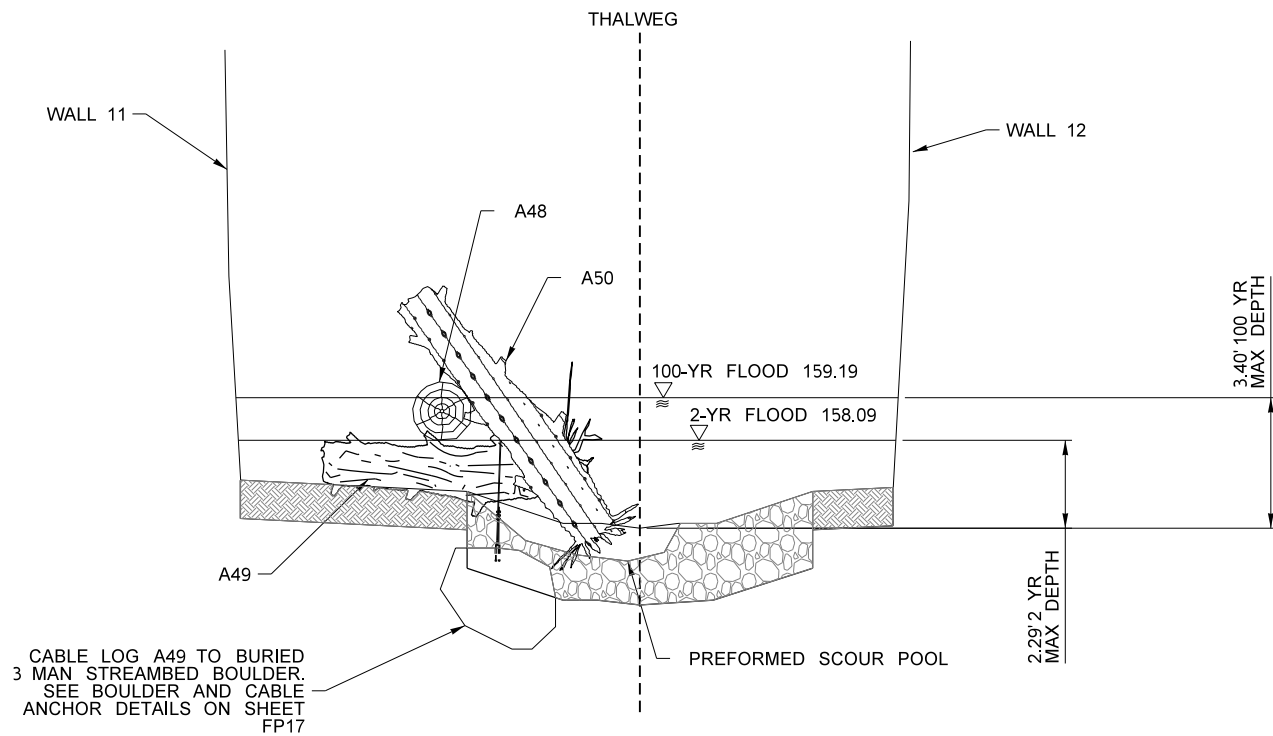 THALWEG
WALL 11
WALL 12
A48
A50
100-YR FLOOD 159.19
2-YR FLOOD 158.09
3.40' 100 YR
MAX DEPTH
2.29' 2 YR
MAX DEPTH
A49
CABLE LOG A49 TO BURIED
3 MAN STREAMBED BOULDER.
SEE BOULDER AND CABLE
ANCHOR DETAILS ON SHEET
FP17
PREFORMED SCOUR POOL